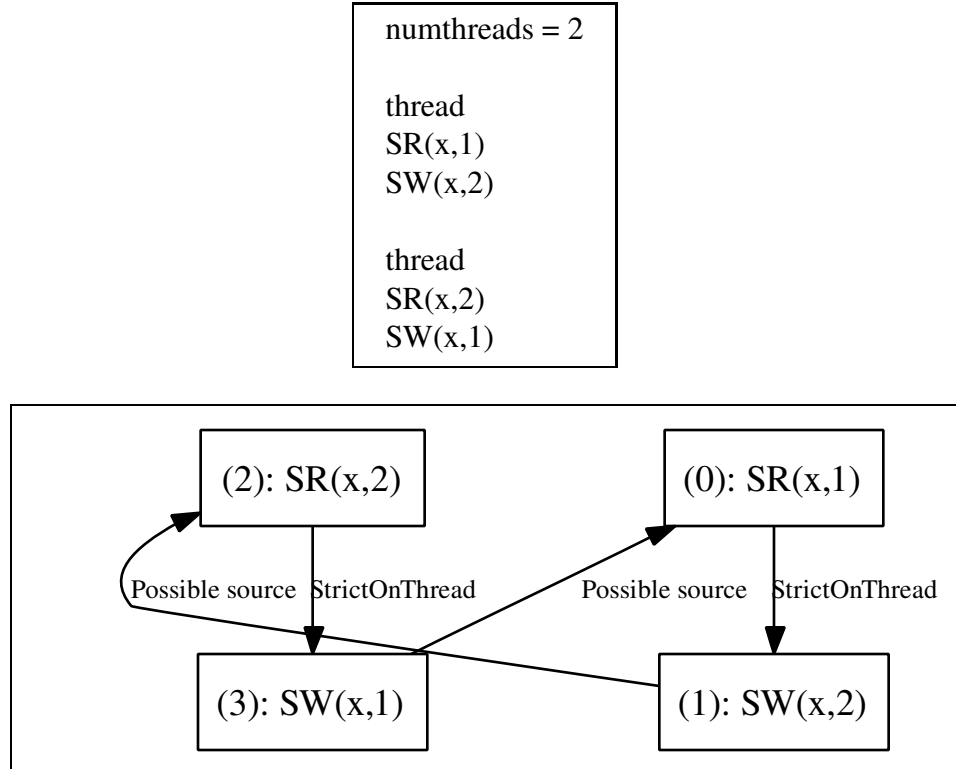 numthreads = 2
thread
SR(x,1)
SW(x,2)
thread
SR(x,2)
SW(x,1)
(2): SR(x,2)
(0): SR(x,1)
Possible source
StrictOnThread
Possible source
StrictOnThread
(3): SW(x,1)
(1): SW(x,2)